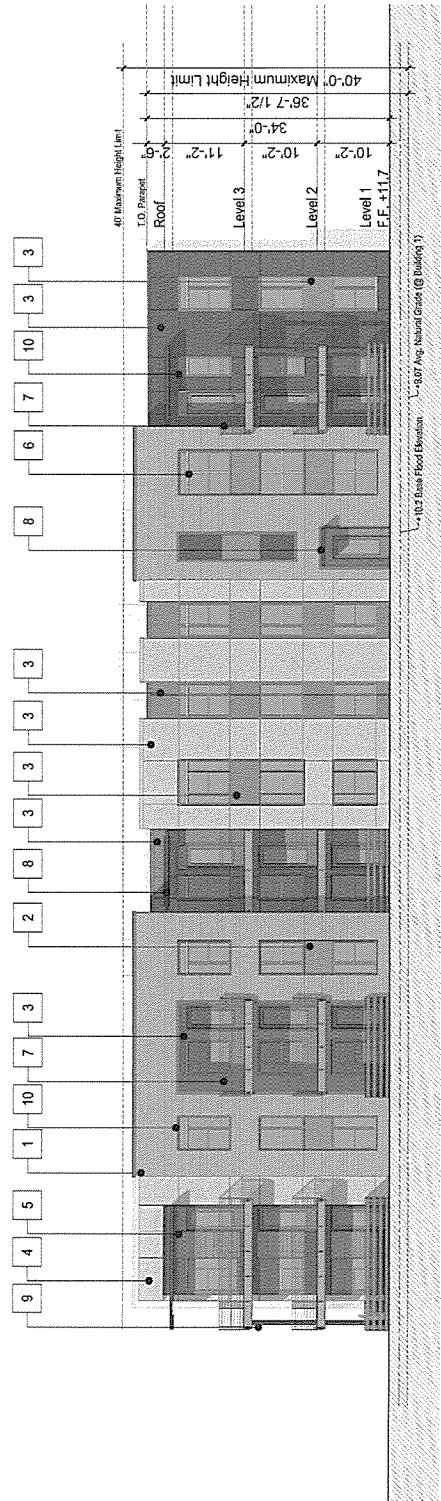 9
4
5
1
10
7
3
2
8
3
3
3
3
8
6
7
10
3
3
40' Maximum Height Limit
T.O. Parapet
Roof
Level 3
Level 2
Level 1
F.F. +11.7
2'-6"
11'-2"
10'-2"
10'-2"
34'-0"
36'-7 1/2"
40'-0" Maximum Height Limit
+10.2 Base Flood Elevation
+9.07 Avg. Natural Grade (@ Building 1)